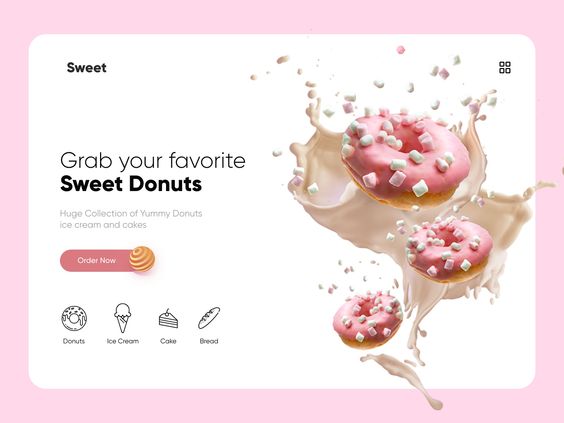 Sweet
Grab your favorite
Sweet Donuts
Huge Collection of Yummy Donuts
ice cream and cakes
Order Now
Donuts
Ice Cream
Cake
Bread